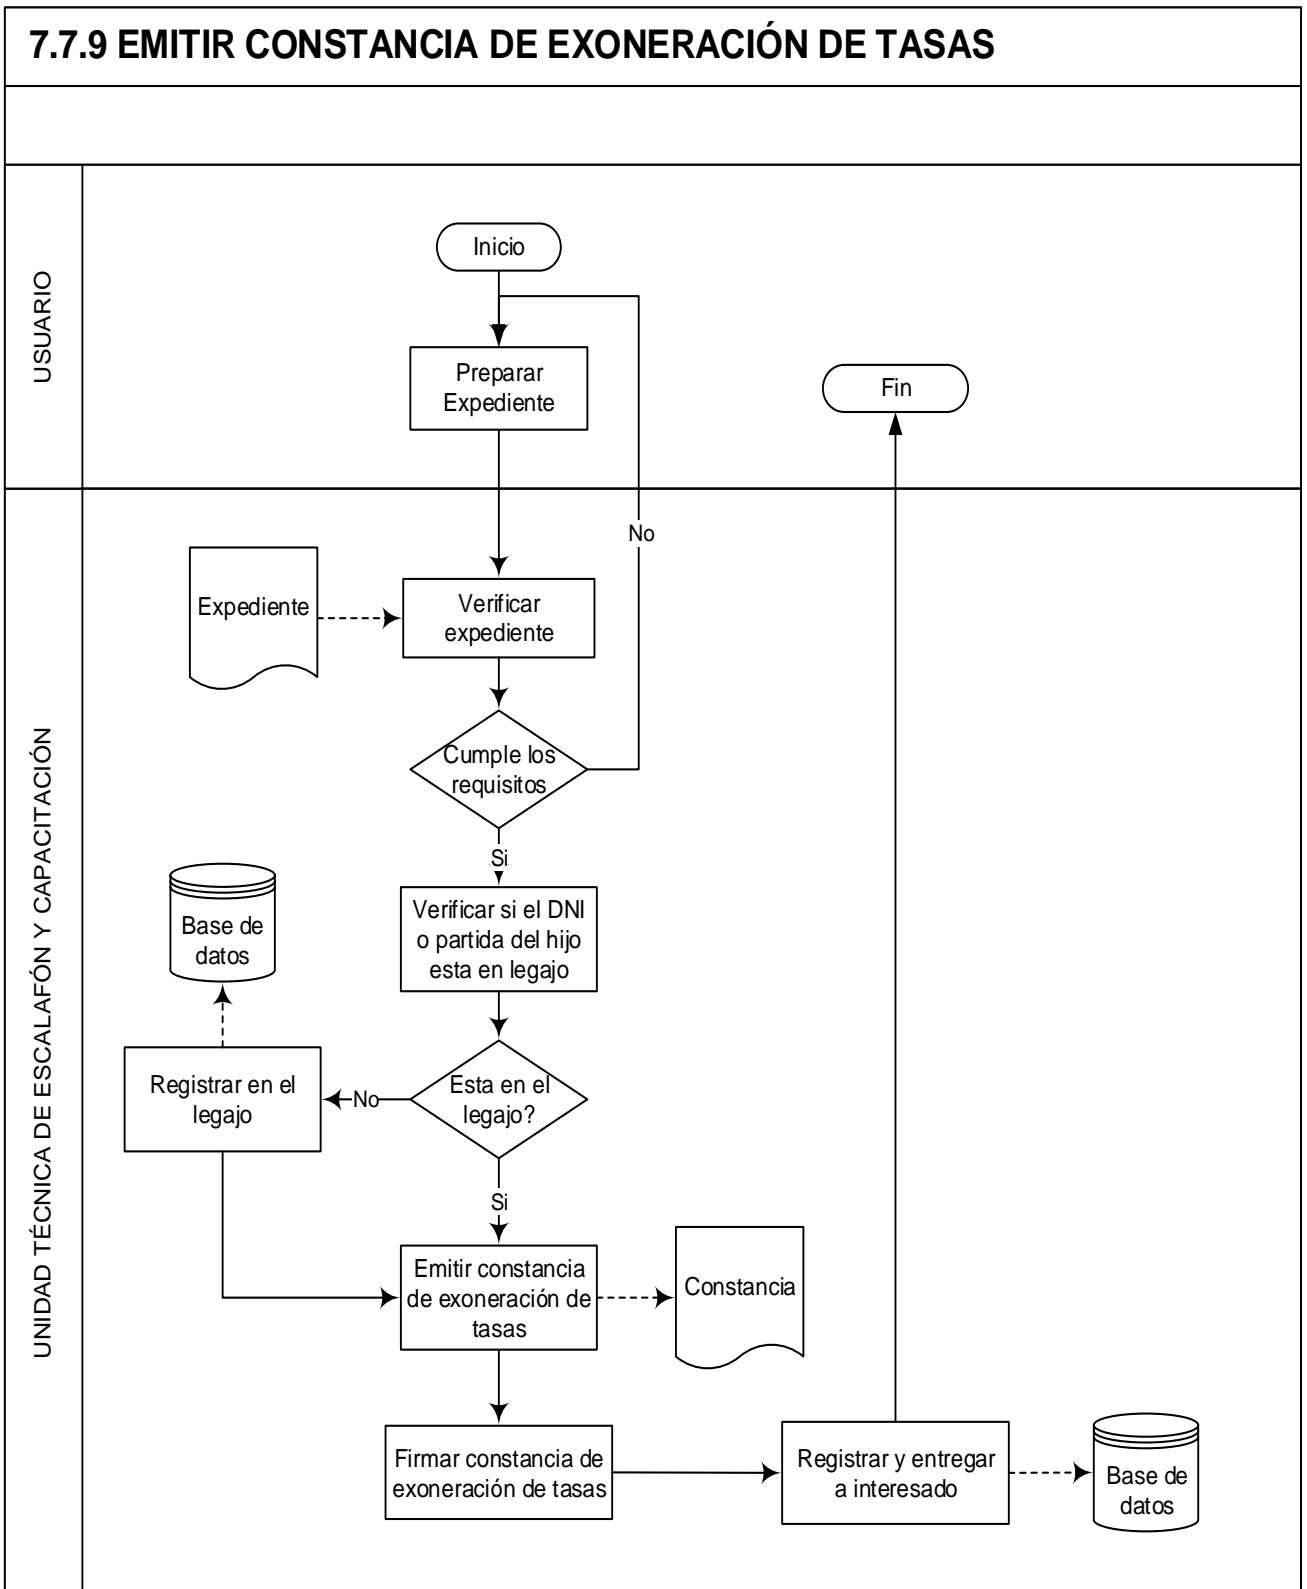 7.7.9 EMITIR CONSTANCIA DE EXONERACIÓN DE TASAS
USUARIO
Inicio
Preparar
Expediente
Fin
No
UNIDAD TÉCNICA DE ESCALAFÓN Y CAPACITACIÓN
Expediente
Verificar
expediente
Cumple los
requisitos
Si
Base de
datos
Verificar si el DNI
o partida del hijo
esta en legajo
Registrar en el
legajo
No
Esta en el
legajo?
Si
Emitir constancia
de exoneración de
tasas
Constancia
Firmar constancia de
exoneración de tasas
Registrar y entregar
a interesado
Base de
datos